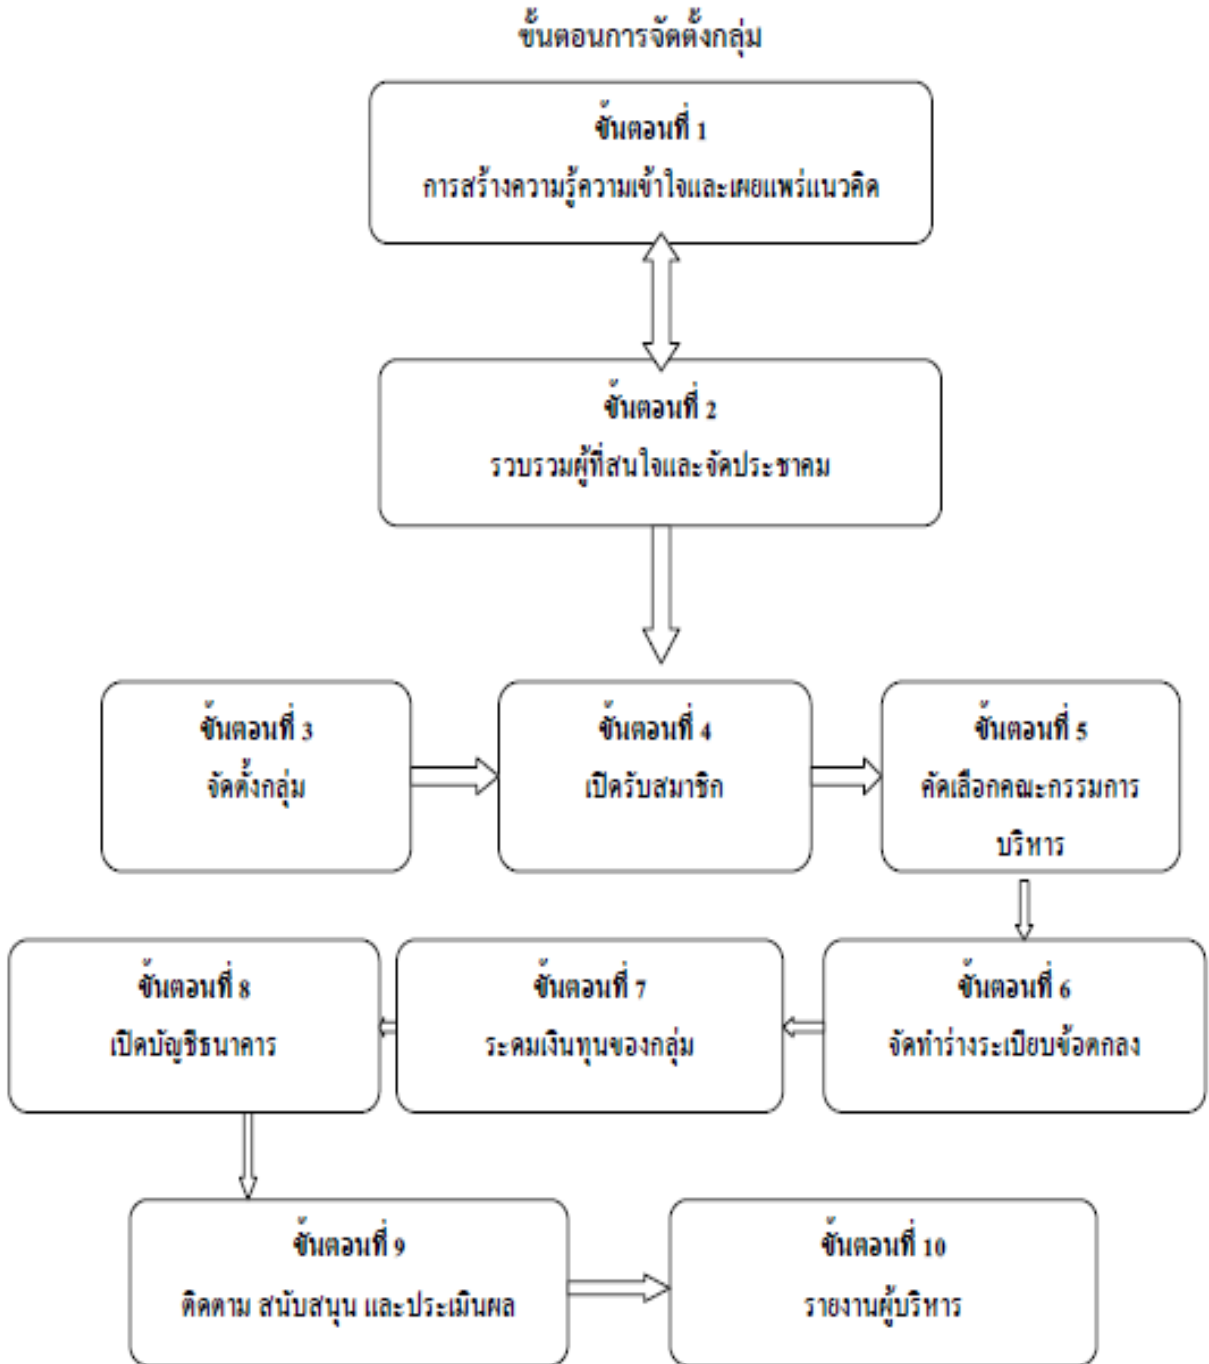 ขั้นตอนการจัดตั้งกลุ่ม
ขั้นตอนที่ 1
การสร้างความรู้ความเข้าใจและเผยแพร่แนวคิด
ขั้นตอนที่ 2
รวบรวมผู้ที่สนใจและจัดประชาคม
ขั้นตอนที่ 3
จัดตั้งกลุ่ม
ขั้นตอนที่ 4
เปิดรับสมาชิก
ขั้นตอนที่ 5
คัดเลือกคณะกรรมการ
บริหาร
ขั้นตอนที่ 8
เปิดบัญชีธนาคาร
ขั้นตอนที่ 7
ระดมเงินทุนของกลุ่ม
ขั้นตอนที่ 6
จัดทำร่างระเบียบข้อตกลง
ขั้นตอนที่ 9
ติดตาม สนับสนุน และประเมินผล
ขั้นตอนที่ 10
รายงานผู้บริหาร